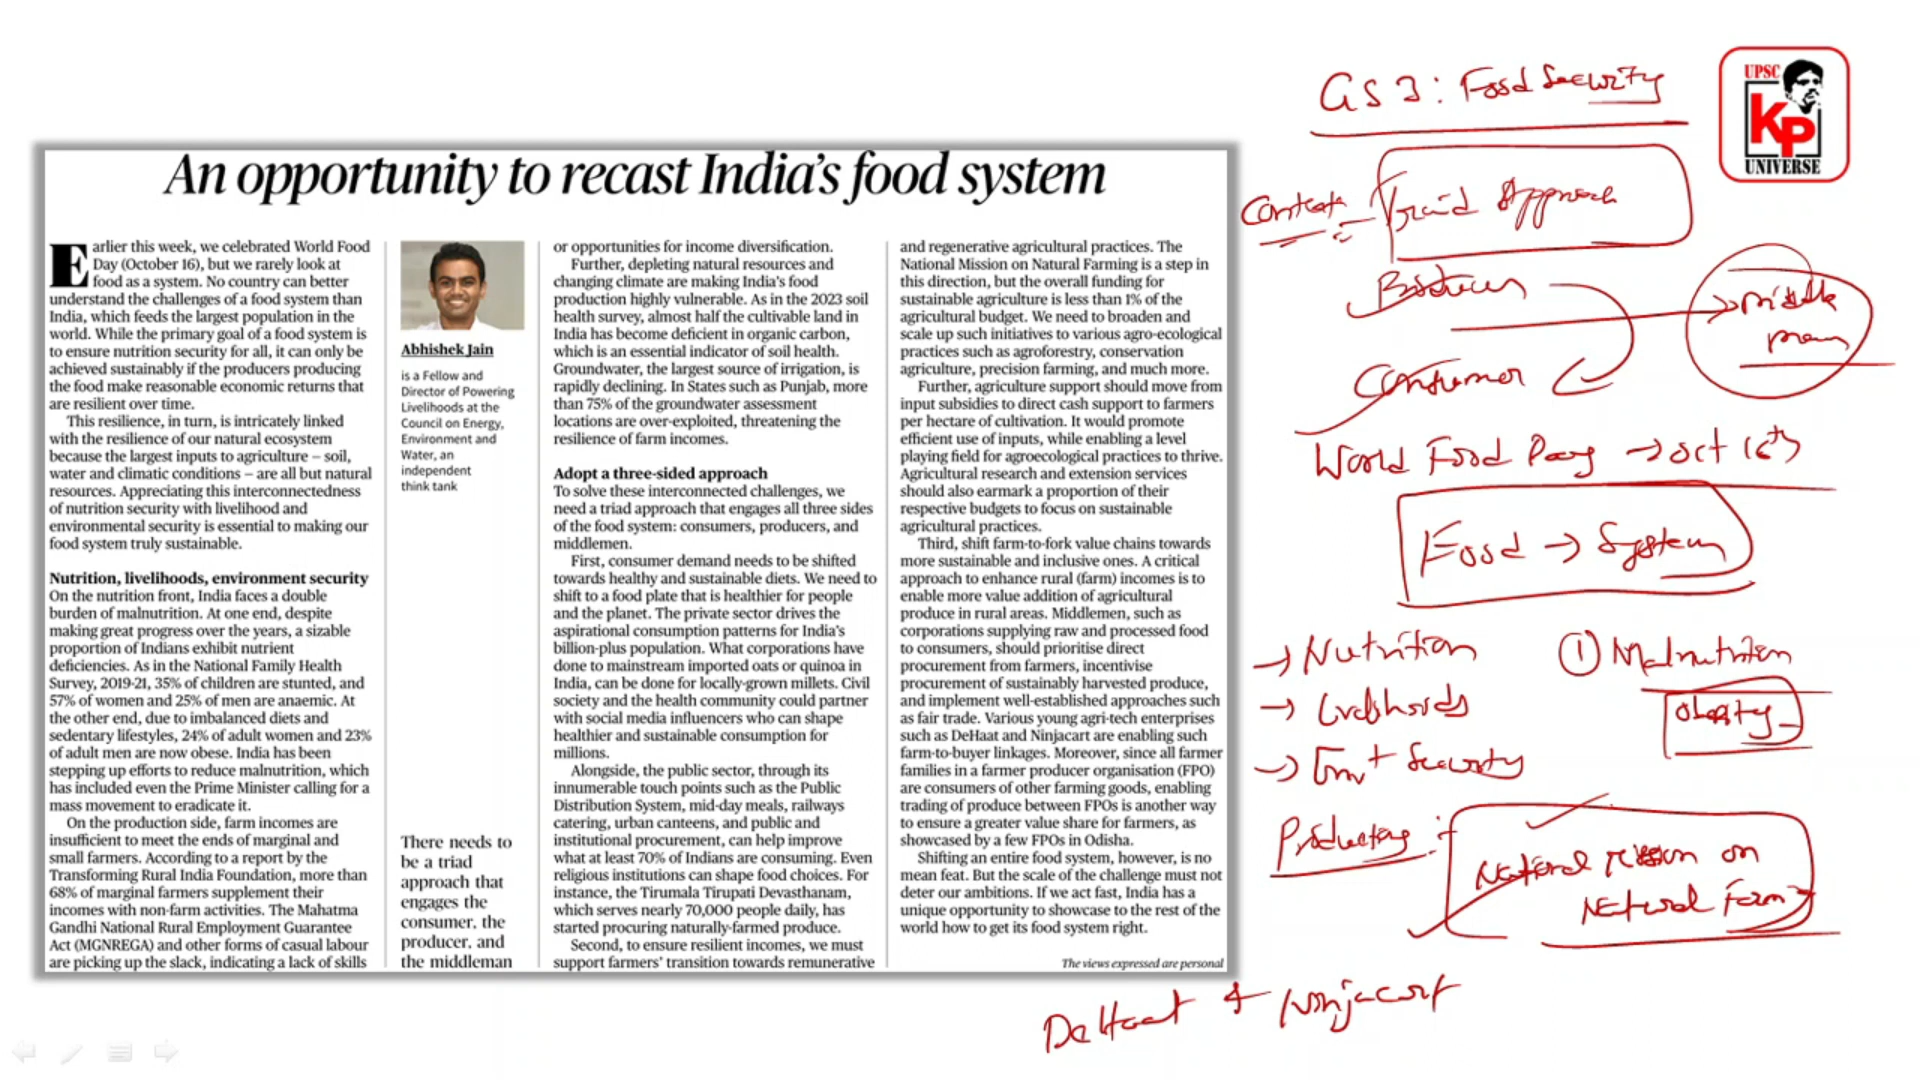 An opportunity to recast India's food system
Earlier this week, we celebrated World Food
Day (October 16), but we rarely look at
food as a system. No country can better
understand the challenges of a food system than
India, which feeds the largest population in the
world. While the primary goal of a food system is
to ensure nutrition security for all, it can only be
achieved sustainably if the producers producing
the food make reasonable economic returns that
are resilient over time.
This resilience, in turn, is intricately linked
with the resilience of our natural ecosystem
because the largest inputs to agriculture – soil,
water and climatic conditions – are all but natural
resources. Appreciating this interconnectedness
of nutrition security with livelihood and
environmental security is essential to making our
food system truly sustainable.
Nutrition, livelihoods, environment security
On the nutrition front, India faces a double
burden of malnutrition. At one end, despite
making great progress over the years, a sizable
proportion of Indians exhibit nutrient
deficiencies. As in the National Family Health
Survey, 2019-21, 35% of children are stunted, and
57% of women and 25% of men are anaemic. At
the other end, due to imbalanced diets and
sedentary lifestyles, 24% of adult women and 23%
of adult men are now obese. India has been
stepping up efforts to reduce malnutrition, which
has included even the Prime Minister calling for a
mass movement to eradicate it.
On the production side, farm incomes are
insufficient to meet the ends of marginal and
small farmers. According to a report by the
Transforming Rural India Foundation, more than
68% of marginal farmers supplement their
incomes with non-farm activities. The Mahatma
Gandhi National Rural Employment Guarantee
Act (MGNREGA) and other forms of casual labour
are picking up the slack, indicating a lack of skills
Abhishek Jain
is a Fellow and
Director of Powering
Livelihoods at the
Council on Energy,
Environment and
Water, an
independent
think tank
There needs to
be a triad
approach that
engages the
consumer, the
producer, and
the middleman
or opportunities for income diversification.
Further, depleting natural resources and
changing climate are making India's food
production highly vulnerable. As in the 2023 soil
health survey, almost half the cultivable land in
India has become deficient in organic carbon,
which is an essential indicator of soil health.
Groundwater, the largest source of irrigation, is
rapidly declining. In States such as Punjab, more
than 75% of the groundwater assessment
locations are over-exploited, threatening the
resilience of farm incomes.
Adopt a three-sided approach
To solve these interconnected challenges, we
need a triad approach that engages all three sides
of the food system: consumers, producers, and
middlemen.
First, consumer demand needs to be shifted
towards healthy and sustainable diets. We need to
shift to a food plate that is healthier for people
and the planet. The private sector drives the
aspirational consumption patterns for India's
billion-plus population. What corporations have
done to mainstream imported oats or quinoa in
India, can be done for locally-grown millets. Civil
society and the health community could partner
with social media influencers who can shape
healthier and sustainable consumption for
millions.
Alongside, the public sector, through its
innumerable touch points such as the Public
Distribution System, mid-day meals, railways
catering, urban canteens, and public and
institutional procurement, can help improve
what at least 70% of Indians are consuming. Even
religious institutions can shape food choices. For
instance, the Tirumala Tirupati Devasthanam,
which serves nearly 70,000 people daily, has
started procuring naturally-farmed produce.
Second, to ensure resilient incomes, we must
support farmers' transition towards remunerative
and regenerative agricultural practices. The
National Mission on Natural Farming is a step in
this direction, but the overall funding for
sustainable agriculture is less than 1% of the
agricultural budget. We need to broaden and
scale up such initiatives to various agro-ecological
practices such as agroforestry, conservation
agriculture, precision farming, and much more.
Further, agriculture support should move from
input subsidies to direct cash support to farmers
per hectare of cultivation. It would promote
efficient use of inputs, while enabling a level
playing field for agroecological practices to thrive.
Agricultural research and extension services
should also earmark a proportion of their
respective budgets to focus on sustainable
agricultural practices.
Third, shift farm-to-fork value chains towards
more sustainable and inclusive ones. A critical
approach to enhance rural (farm) incomes is to
enable more value addition of agricultural
produce in rural areas. Middlemen, such as
corporations supplying raw and processed food
to consumers, should prioritise direct
procurement from farmers, incentivise
procurement of sustainably harvested produce,
and implement well-established approaches such
as fair trade. Various young agri-tech enterprises
such as DeHaat and Ninjacart are enabling such
farm-to-buyer linkages. Moreover, since all farmer
families in a farmer producer organisation (FPO)
are consumers of other farming goods, enabling
trading of produce between FPOs is another way
to ensure a greater value share for farmers, as
showcased by a few FPOs in Odisha.
Shifting an entire food system, however, is no
mean feat. But the scale of the challenge must not
deter our ambitions. If we act fast, India has a
unique opportunity to showcase to the rest of the
world how to get its food system right.
The views expressed are personal
GS 3: Food Security
UPSC
KP
UNIVERSE
Context Triad Approach
Producer
→ middle
men
Consumer
World Food Day → Oct 16th
Food → System
→ Nutrition
→ Livelihoods
→ Envt Security
① Malnutrition
Obesity
Production :
National mission on
Natural Farming
DeHaat & Ninjacart